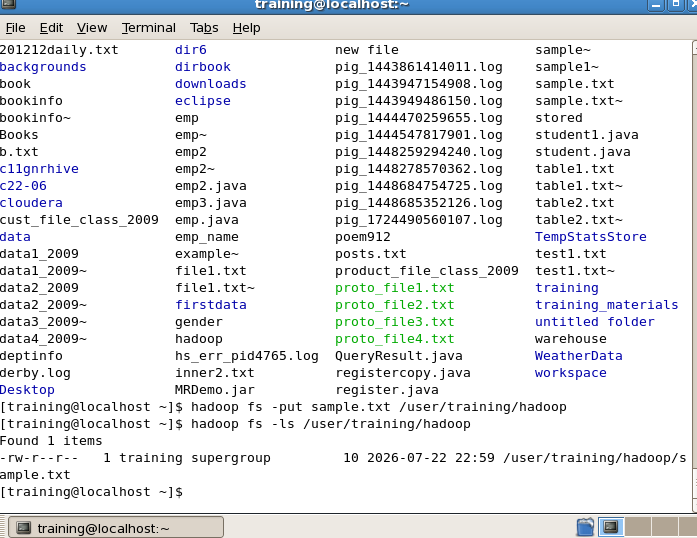 training@localhost:~
File Edit View Terminal Tabs Help
201212daily.txt dir6 new file sample~
backgrounds dirbook pig_1443861414011.log sample1~
book downloads pig_1443947154908.log sample.txt
bookinfo eclipse pig_1443949486150.log sample.txt~
bookinfo~ emp pig_1444470259655.log stored
Books emp~ pig_1444547817901.log student1.java
b.txt emp2 pig_1448259294240.log student.java
c11gnrhive emp2~ pig_1448278570362.log table1.txt
c22-06 emp2.java pig_1448684754725.log table1.txt~
cloudera emp3.java pig_1448685352126.log table2.txt
cust_file_class_2009 emp.java pig_1724490560107.log table2.txt~
data emp_name poem912 TempStatsStore
data1_2009 example~ posts.txt test1.txt
data1_2009~ file1.txt product_file_class_2009 test1.txt~
data2_2009 file1.txt~ proto_file1.txt training
data2_2009~ firstdata proto_file2.txt training_materials
data3_2009~ gender proto_file3.txt untitled folder
data4_2009~ hadoop proto_file4.txt warehouse
deptinfo hs_err_pid4765.log QueryResult.java WeatherData
derby.log inner2.txt registercopy.java workspace
Desktop MRDemo.jar register.java
[training@localhost ~]$ hadoop fs -put sample.txt /user/training/hadoop
[training@localhost ~]$ hadoop fs -ls /user/training/hadoop
Found 1 items
-rw-r--r-- 1 training supergroup 10 2026-07-22 22:59 /user/training/hadoop/s
ample.txt
[training@localhost ~]$
training@localhost:~